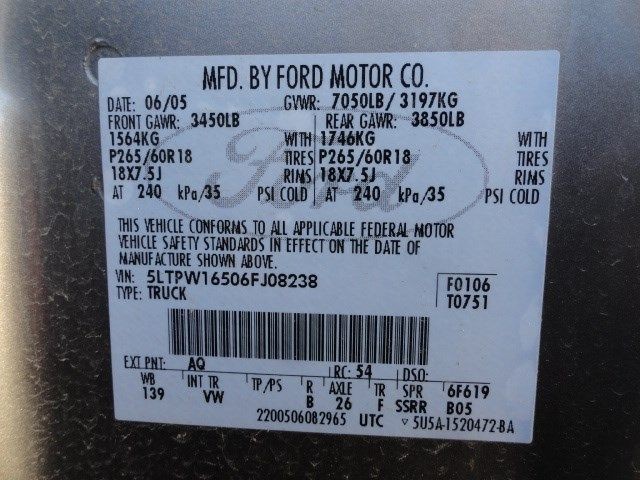 MFD. BY FORD MOTOR CO.
DATE: 06/05 GVWR: 7050LB/ 3197KG
FRONT GAWR: 3450LB REAR GAWR: 3850LB
1564KG WITH 1746KG WITH
P265/60R18 TIRES P265/60R18 TIRES
18X7.5J RIMS 18X7.5J RIMS
AT 240 kPa/35 PSI COLD AT 240 kPa/35 PSI COLD
Ford
THIS VEHICLE CONFORMS TO ALL APPLICABLE FEDERAL MOTOR
VEHICLE SAFETY STANDARDS IN EFFECT ON THE DATE OF
MANUFACTURE SHOWN ABOVE.
VIN: 5LTPW16506FJ08238 F0106
TYPE: TRUCK T0751
EXT PNT: AQ RC: 54 DSO:
WB INT TR TP/PS R AXLE TR SPR 6F619
139 VW B 26 F SSRR B05
2200506082965 UTC ▽ 5U5A-1520472-BA